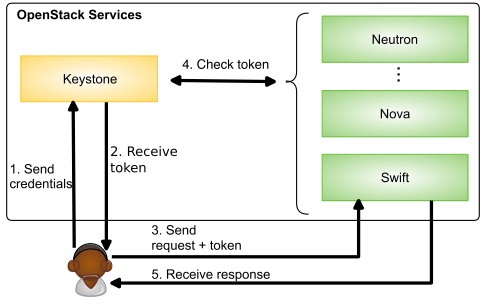 OpenStack Services
Neutron
4. Check token
Keystone
Nova
2. Receive
token
1. Send
credentials
Swift
3. Send
request + token
5. Receive response